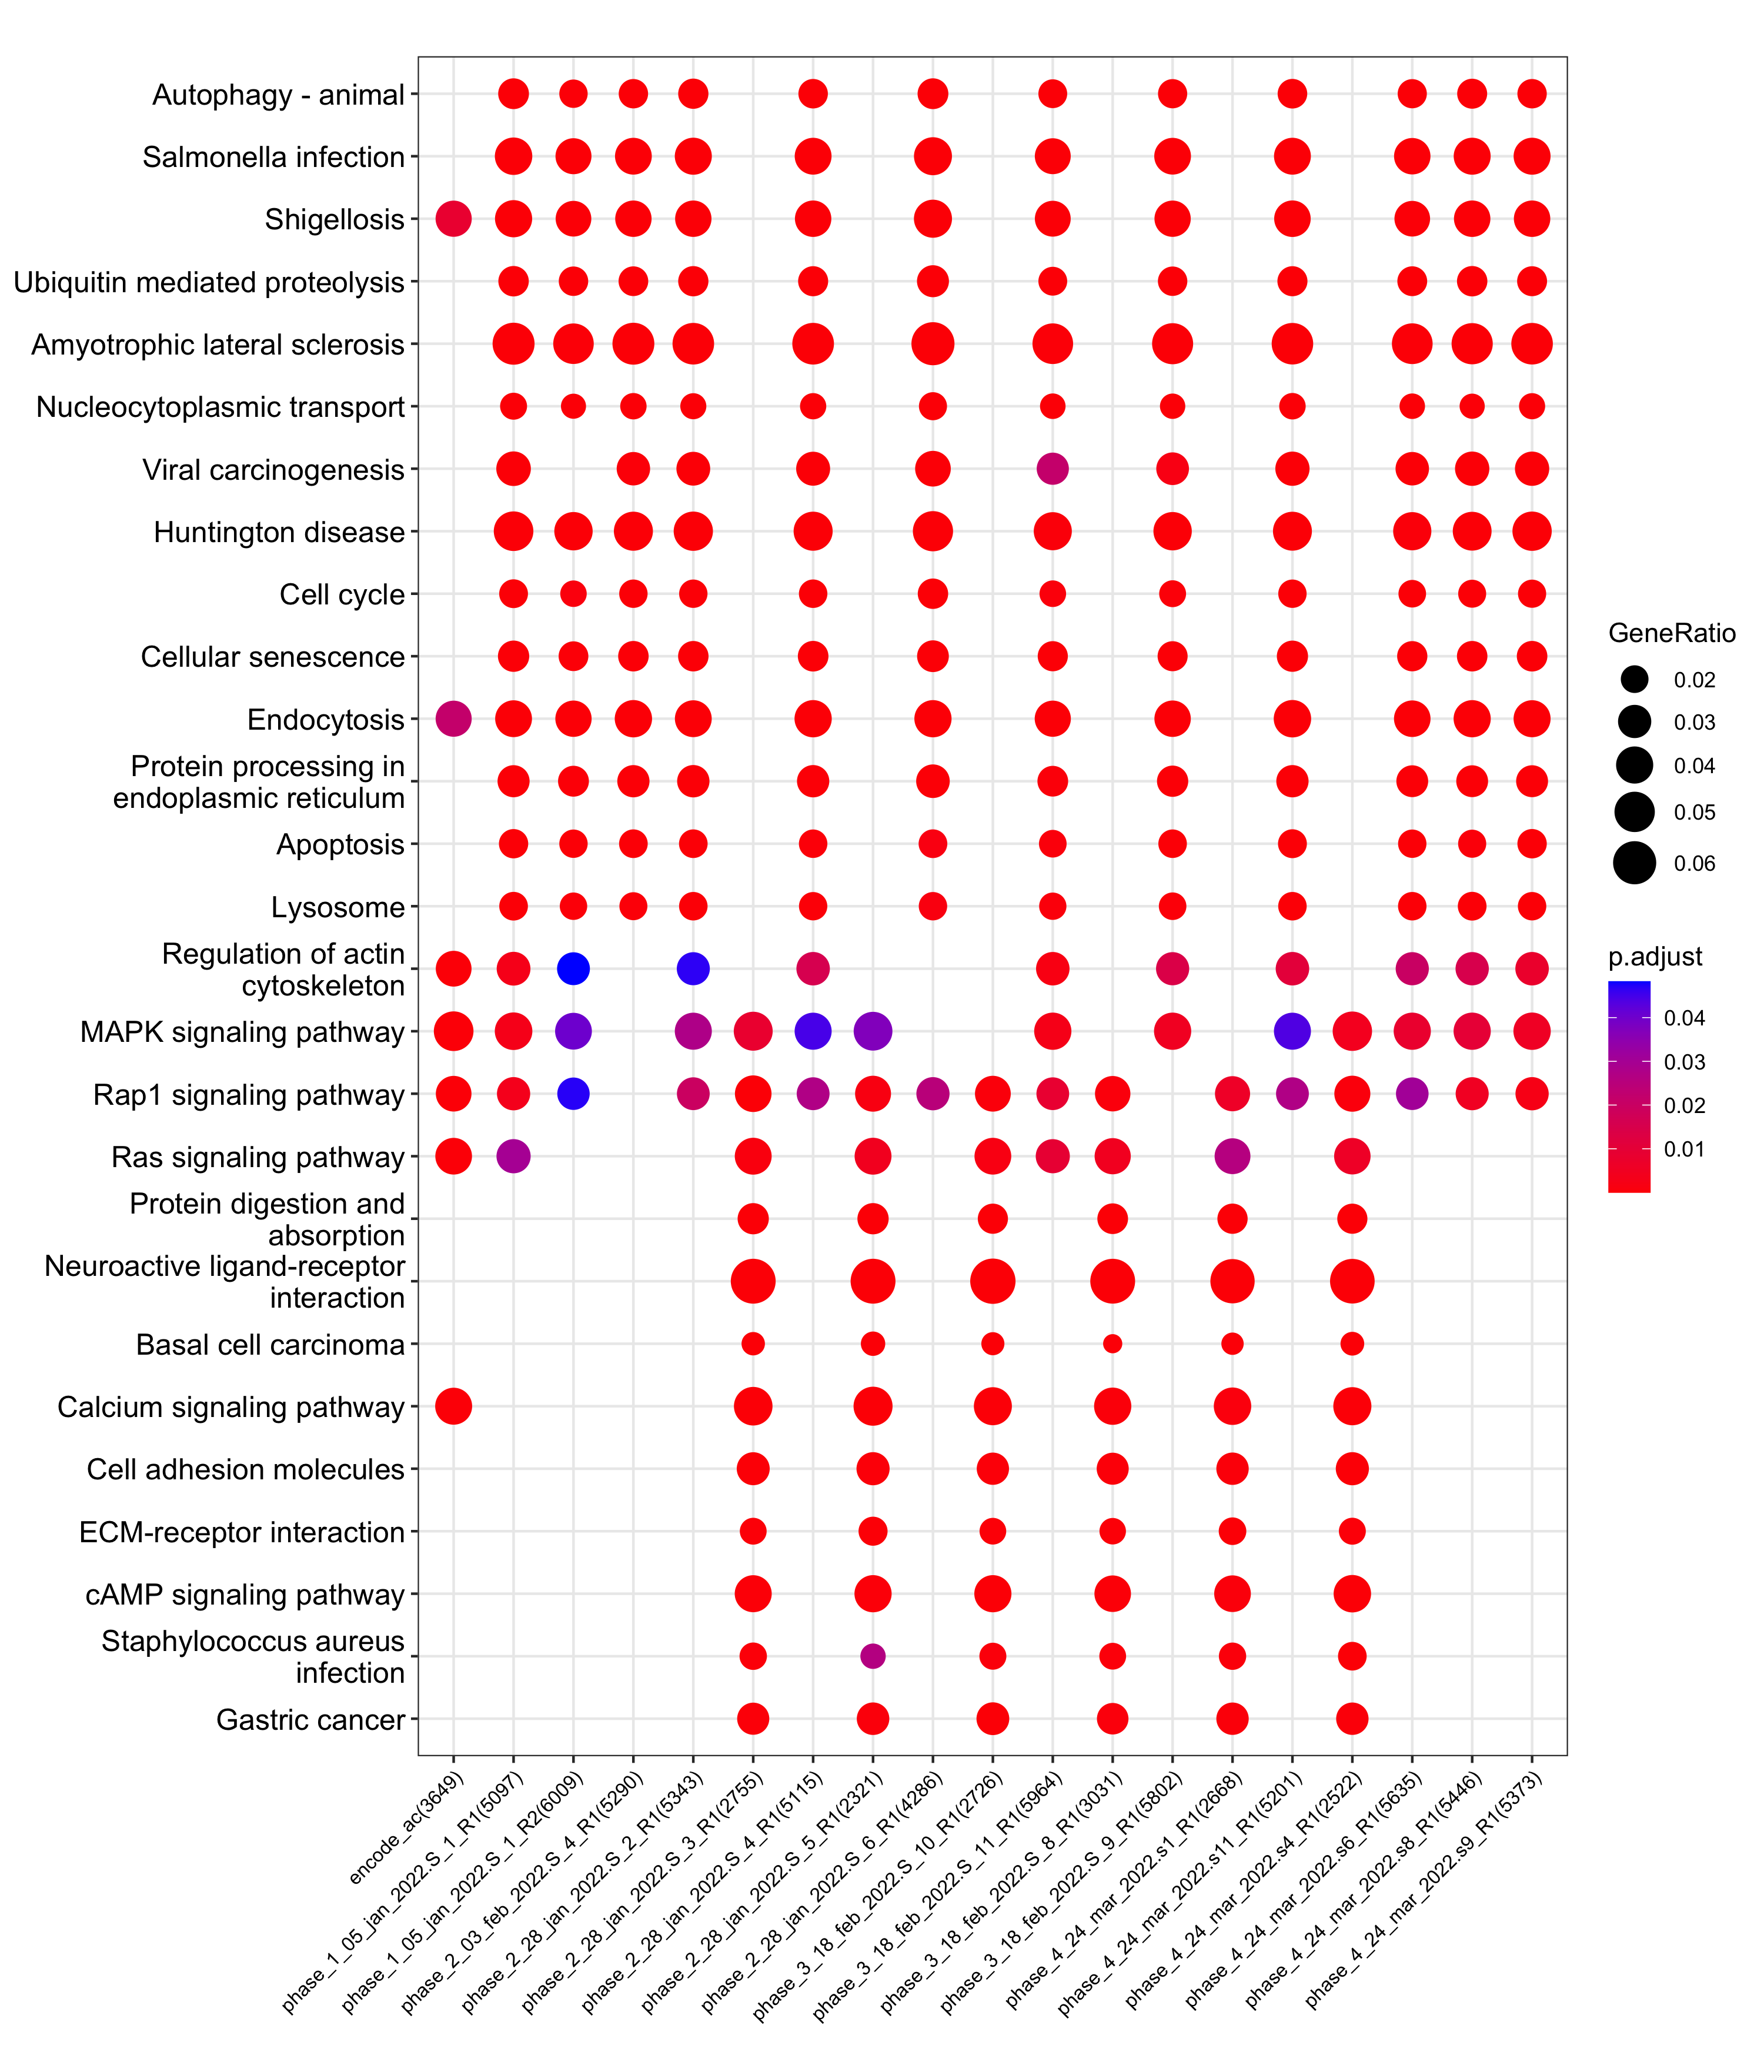 Autophagy - animal
Salmonella infection
Shigellosis
Ubiquitin mediated proteolysis
Amyotrophic lateral sclerosis
Nucleocytoplasmic transport
Viral carcinogenesis
Huntington disease
Cell cycle
Cellular senescence
Endocytosis
Protein processing in
endoplasmic reticulum
Apoptosis
Lysosome
Regulation of actin
cytoskeleton
MAPK signaling pathway
Rap1 signaling pathway
Ras signaling pathway
Protein digestion and
absorption
Neuroactive ligand-receptor
interaction
Basal cell carcinoma
Calcium signaling pathway
Cell adhesion molecules
ECM-receptor interaction
cAMP signaling pathway
Staphylococcus aureus
infection
Gastric cancer
encode_ac(3649)
phase_1_05_jan_2022.S_1_R1(5097)
phase_1_05_jan_2022.S_1_R2(6009)
phase_2_03_feb_2022.S_4_R1(5290)
phase_2_28_jan_2022.S_2_R1(5343)
phase_2_28_jan_2022.S_3_R1(2755)
phase_2_28_jan_2022.S_4_R1(5115)
phase_2_28_jan_2022.S_5_R1(2321)
phase_2_28_jan_2022.S_6_R1(4286)
phase_3_18_feb_2022.S_10_R1(2726)
phase_3_18_feb_2022.S_11_R1(5964)
phase_3_18_feb_2022.S_8_R1(3031)
phase_3_18_feb_2022.S_9_R1(5802)
phase_4_24_mar_2022.s1_R1(2668)
phase_4_24_mar_2022.s11_R1(5201)
phase_4_24_mar_2022.s4_R1(2522)
phase_4_24_mar_2022.s6_R1(5635)
phase_4_24_mar_2022.s8_R1(5446)
phase_4_24_mar_2022.s9_R1(5373)
GeneRatio
0.02
0.03
0.04
0.05
0.06
p.adjust
0.04
0.03
0.02
0.01